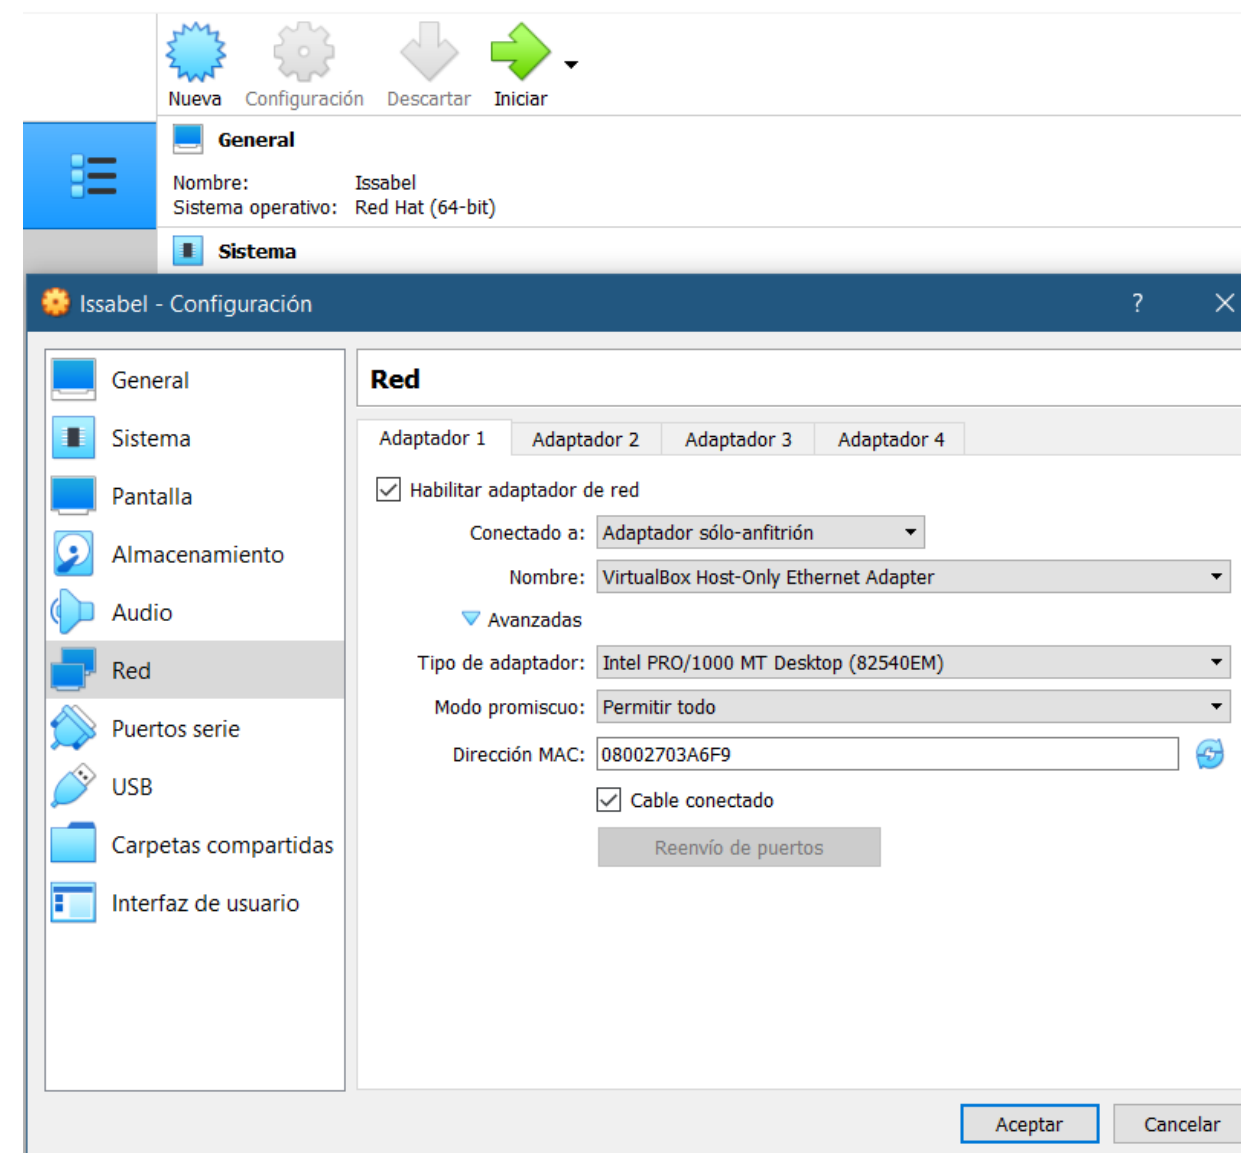 Nueva Configuración Descartar Iniciar
General
Nombre: Issabel
Sistema operativo: Red Hat (64-bit)
Sistema
Issabel - Configuración ?
General
Sistema
Pantalla
Almacenamiento
Audio
Red
Puertos serie
USB
Carpetas compartidas
Interfaz de usuario
Red
Adaptador 1 Adaptador 2 Adaptador 3 Adaptador 4
Habilitar adaptador de red
Conectado a: Adaptador sólo-anfitrión
Nombre: VirtualBox Host-Only Ethernet Adapter
Avanzadas
Tipo de adaptador: Intel PRO/1000 MT Desktop (82540EM)
Modo promiscuo: Permitir todo
Dirección MAC: 08002703A6F9
Cable conectado
Reenvío de puertos
Aceptar Cancelar